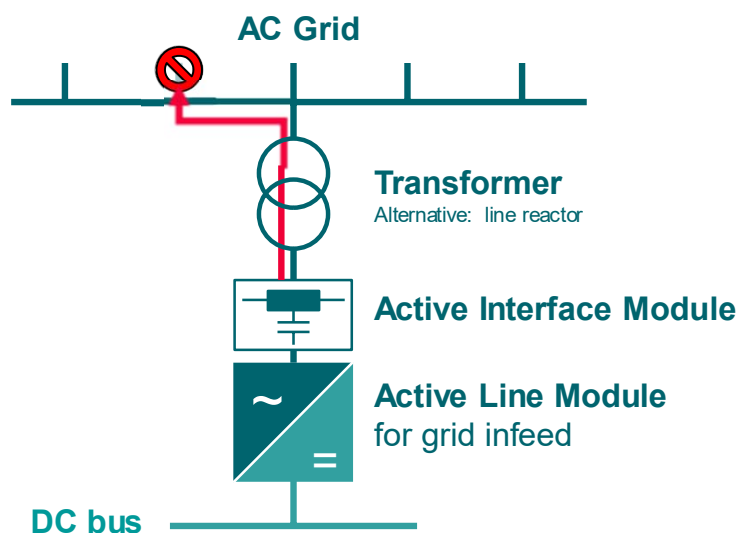 AC Grid
Transformer
Alternative: line reactor
Active Interface Module
Active Line Module
for grid infeed
~
=
DC bus